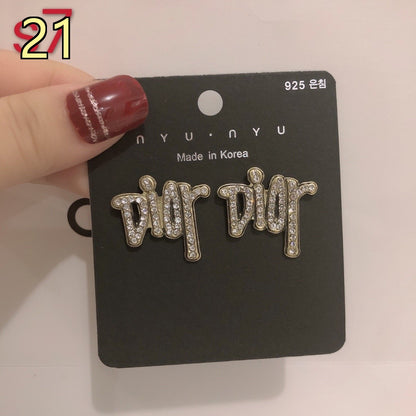 21
925 은침
NYU·NYU
Made in Korea
Dior Dior